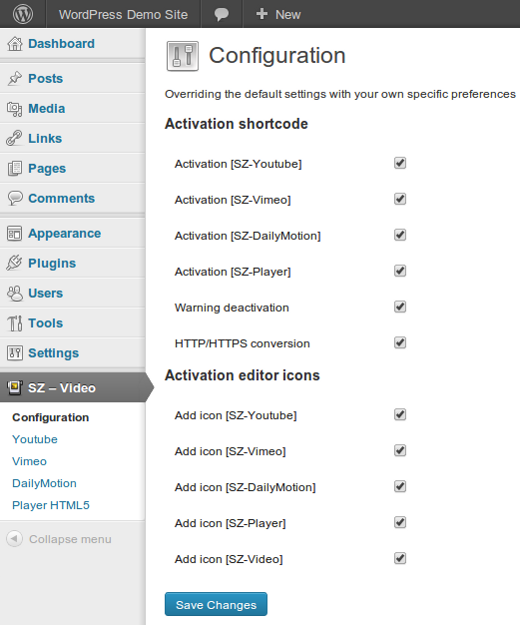 WordPress Demo Site
New
Dashboard
Posts
Media
Links
Pages
Comments
Appearance
Plugins
Users
Tools
Settings
SZ – Video
Configuration
Youtube
Vimeo
DailyMotion
Player HTML5
Collapse menu
Configuration
Overriding the default settings with your own specific preferences
Activation shortcode
Activation [SZ-Youtube]
Activation [SZ-Vimeo]
Activation [SZ-DailyMotion]
Activation [SZ-Player]
Warning deactivation
HTTP/HTTPS conversion
Activation editor icons
Add icon [SZ-Youtube]
Add icon [SZ-Vimeo]
Add icon [SZ-DailyMotion]
Add icon [SZ-Player]
Add icon [SZ-Video]
Save Changes